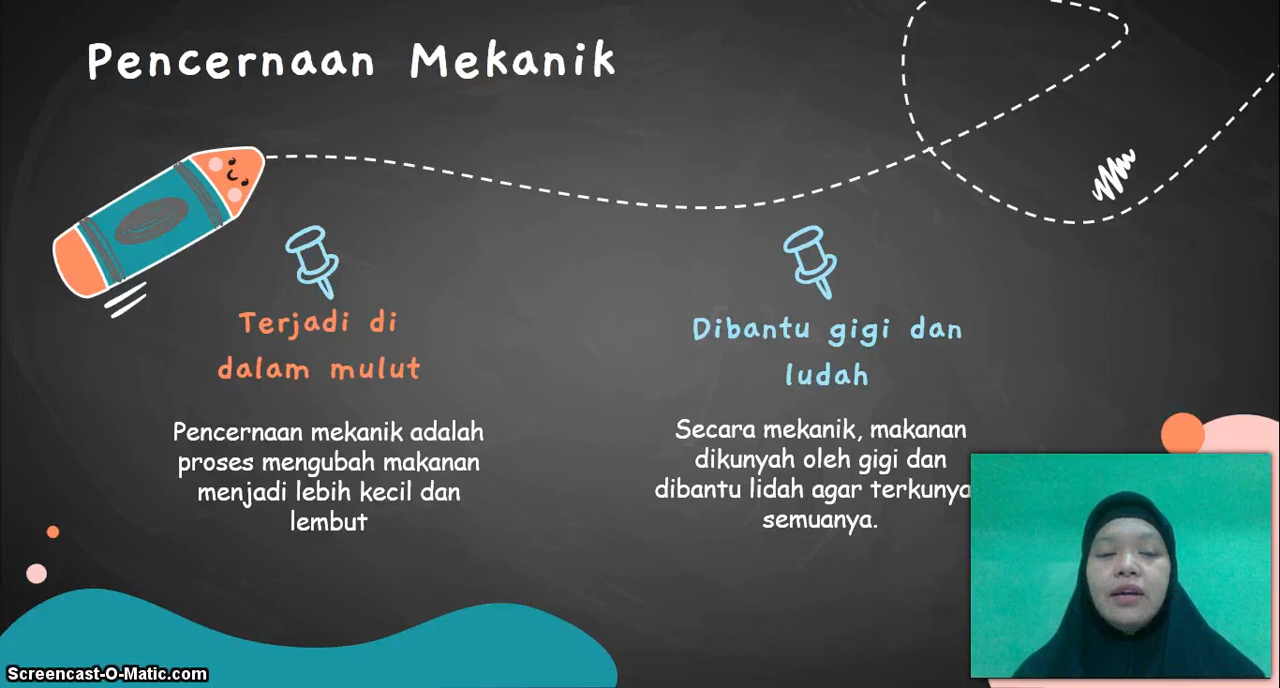 Pencernaan Mekanik
Terjadi di
dalam mulut
Pencernaan mekanik adalah
proses mengubah makanan
menjadi lebih kecil dan
lembut
Dibantu gigi dan
ludah
Secara mekanik, makanan
dikunyah oleh gigi dan
dibantu lidah agar terkunya
semuanya.
Screencast-O-Matic.com